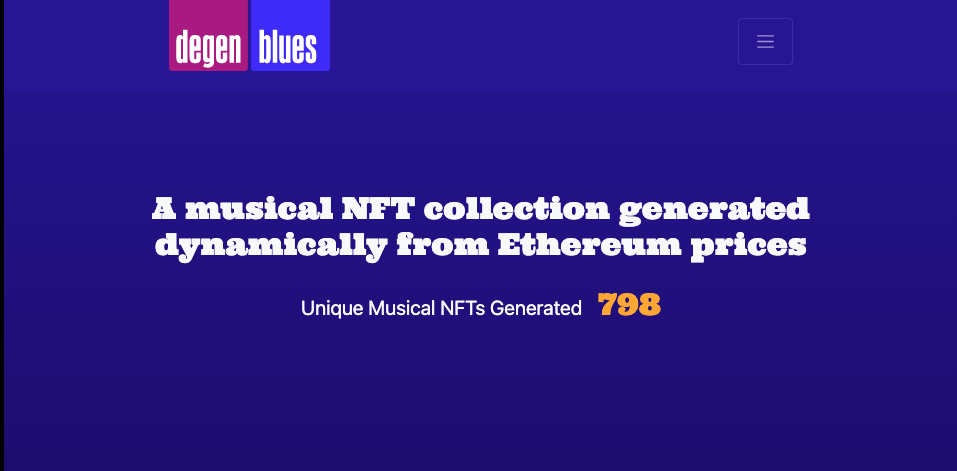 degen blues
A musical NFT collection generated
dynamically from Ethereum prices
Unique Musical NFTs Generated 798